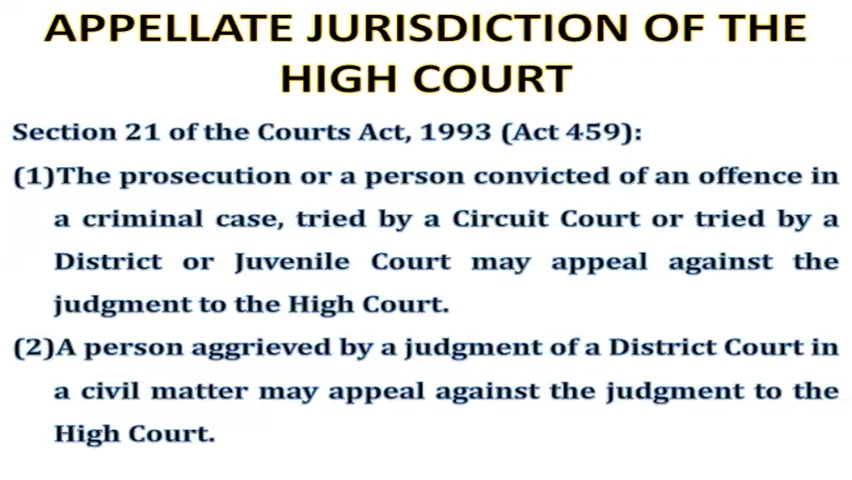 APPELLATE JURISDICTION OF THE
HIGH COURT
Section 21 of the Courts Act, 1993 (Act 459):
(1)The prosecution or a person convicted of an offence in
a criminal case, tried by a Circuit Court or tried by a
District or Juvenile Court may appeal against the
judgment to the High Court.
(2)A person aggrieved by a judgment of a District Court in
a civil matter may appeal against the judgment to the
High Court.